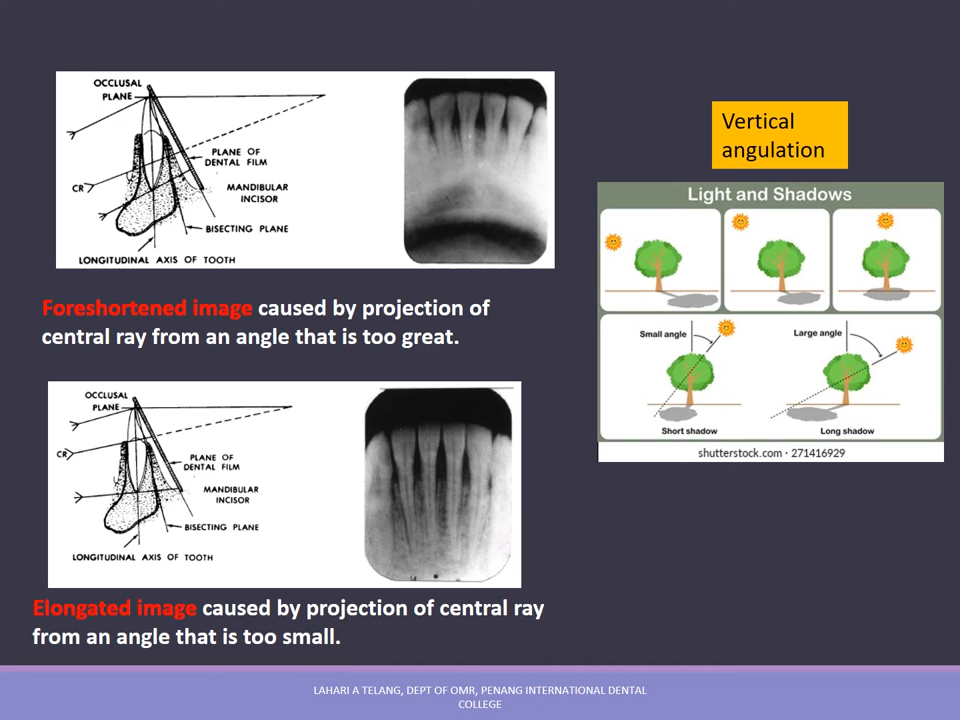 OCCLUSAL
PLANE
PLANE OF
DENTAL FILM
CR
MANDIBULAR
INCISOR
BISECTING PLANE
LONGITUDINAL AXIS OF TOOTH
Foreshortened image caused by projection of
central ray from an angle that is too great.
OCCLUSAL
PLANE
CR
PLANE OF
DENTAL FILM
MANDIBULAR
INCISOR
BISECTING PLANE
LONGITUDINAL AXIS OF TOOTH
Elongated image caused by projection of central ray
from an angle that is too small.
Vertical
angulation
Light and Shadows
Small angle
Large angle
Short shadow
Long shadow
shutterstock.com · 271416929
LAHARI A TELANG, DEPT OF OMR, PENANG INTERNATIONAL DENTAL
COLLEGE